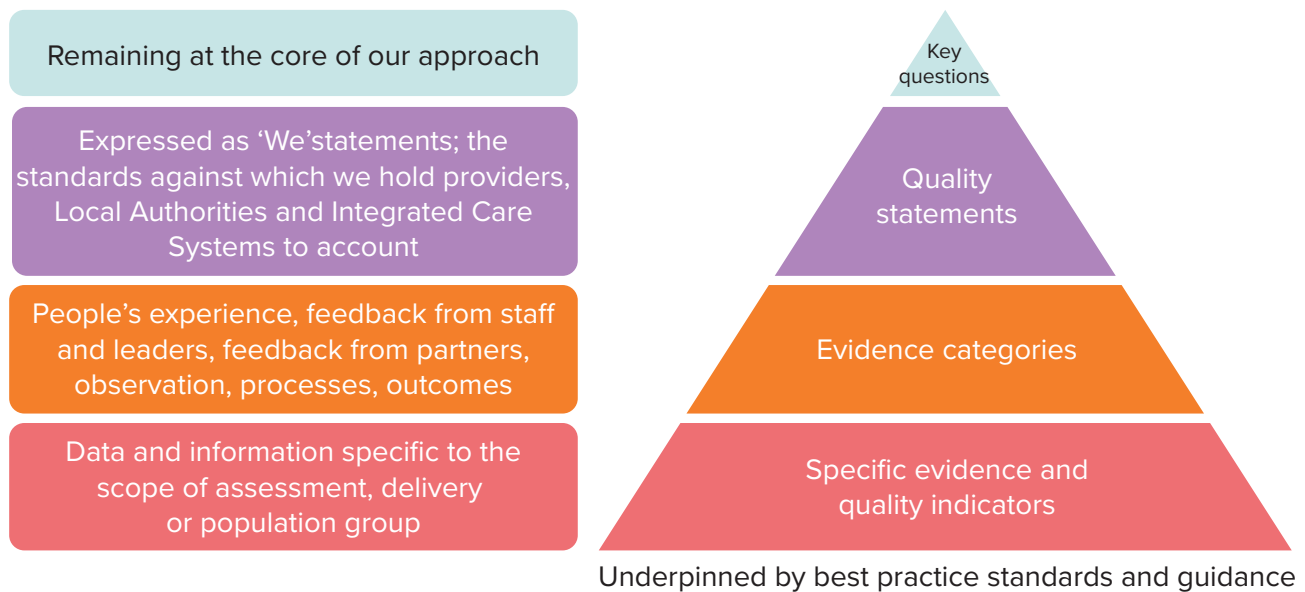 Remaining at the core of our approach
Key
questions
Expressed as ‘We’statements; the
standards against which we hold providers,
Local Authorities and Integrated Care
Systems to account
Quality
statements
People’s experience, feedback from staff
and leaders, feedback from partners,
observation, processes, outcomes
Evidence categories
Data and information specific to the
scope of assessment, delivery
or population group
Specific evidence and
quality indicators
Underpinned by best practice standards and guidance